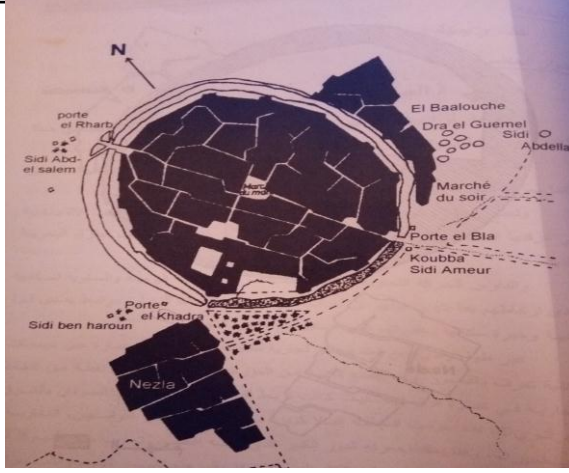 N
porte
el Rharb
Sidi Abd-
el salem
El Baalouche
Dra el Guemel
Sidi
Abdella
Marché
du soir
Porte el Bla
Koubba
Sidi Ameur
Porte
el Khadra
Sidi ben haroun
Nezla